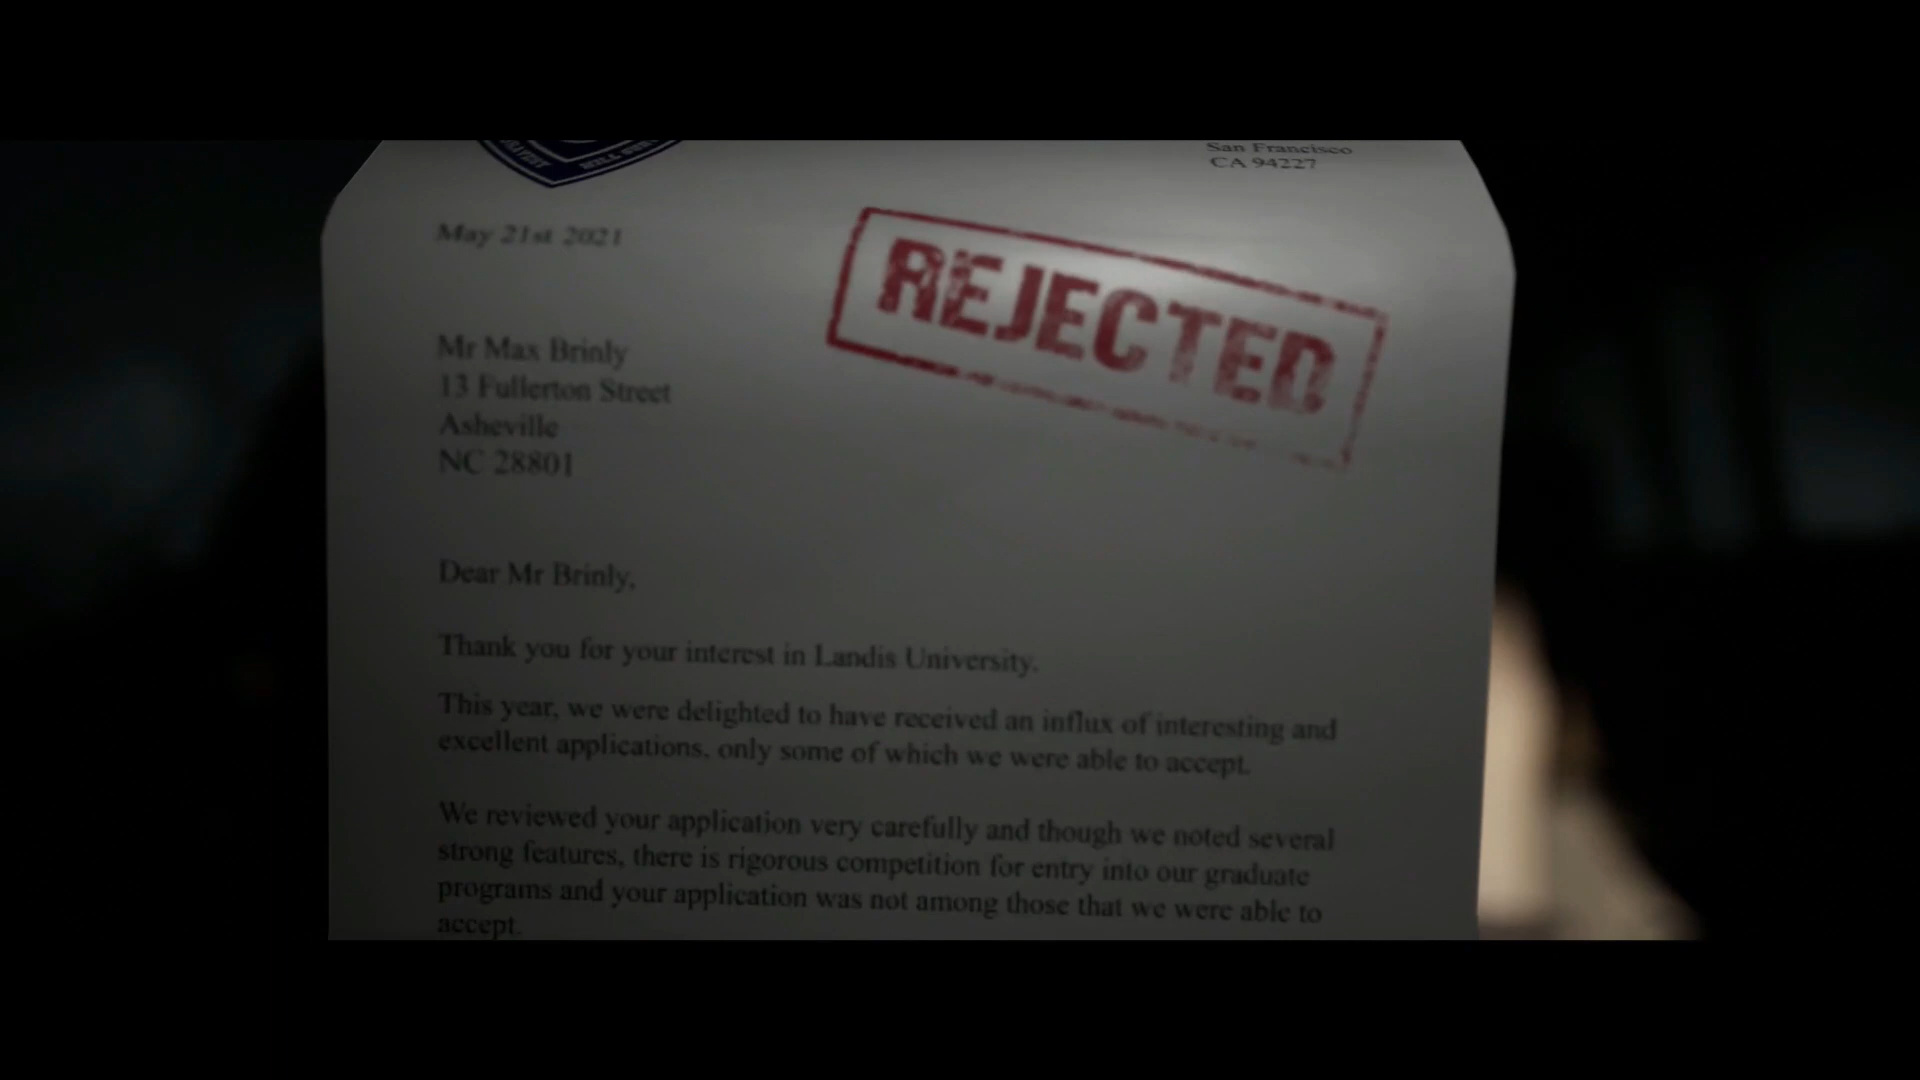 San Francisco
CA 94227
May 21st 2021
REJECTED
Mr Max Brinly
13 Fullerton Street
Asheville
NC 28801
Dear Mr Brinly,
Thank you for your interest in Landis University.
This year, we were delighted to have received an influx of interesting and
excellent applications, only some of which we were able to accept.
We reviewed your application very carefully and though we noted several
strong features, there is rigorous competition for entry into our graduate
programs and your application was not among those that we were able to
accept.